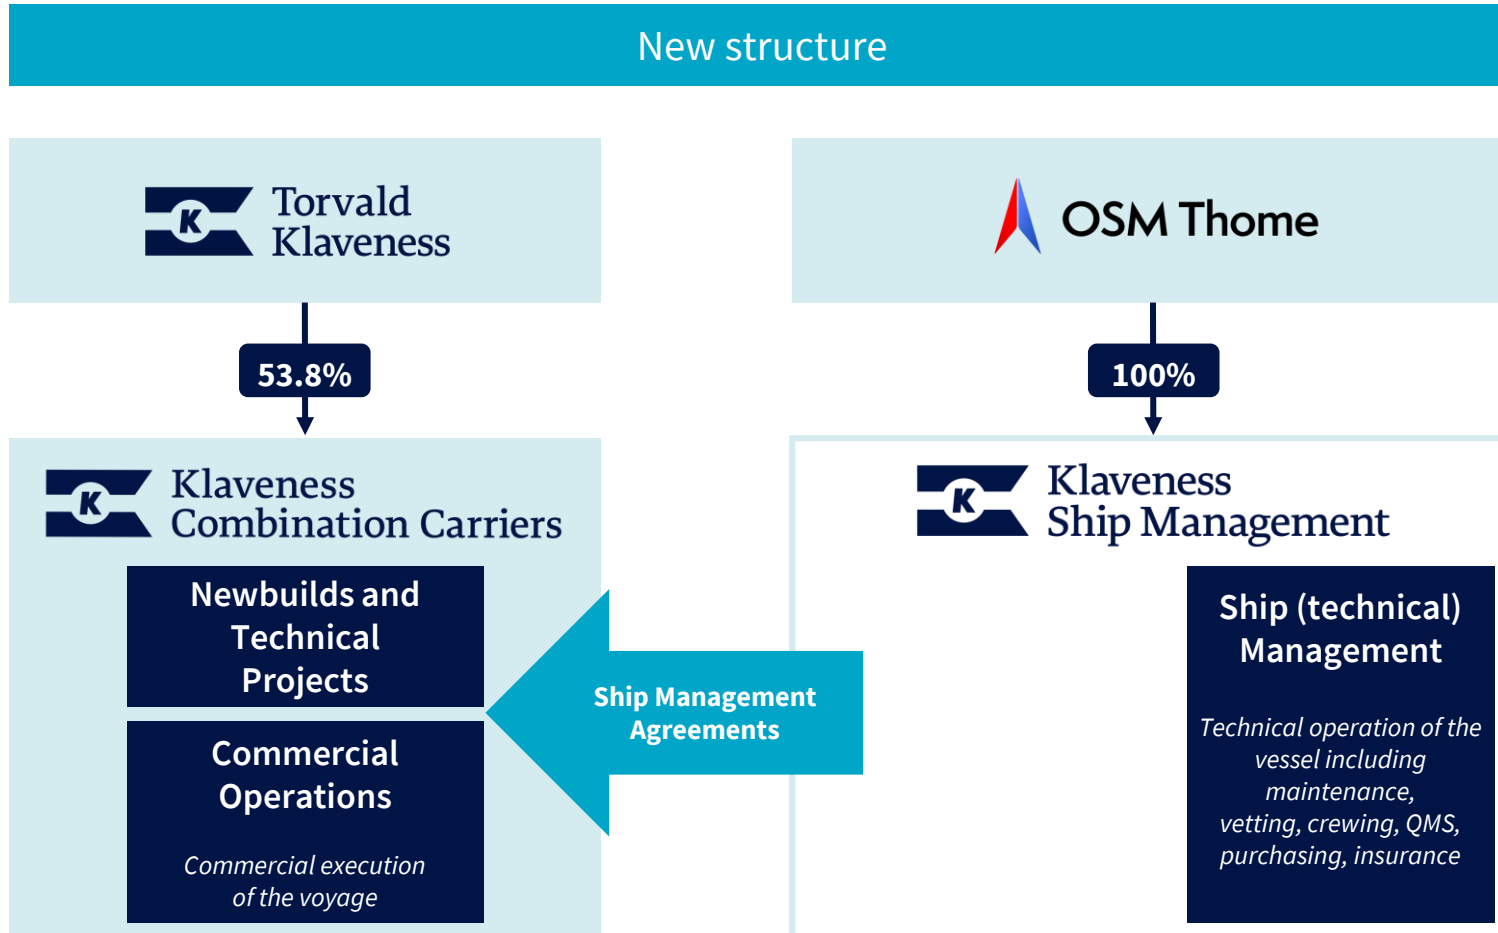 New structure
K
Torvald
Klaveness
OSM Thome
53.8%
100%
K
Klaveness
Combination Carriers
K
Klaveness
Ship Management
Newbuilds and
Technical
Projects
Commercial
Operations
Commercial execution
of the voyage
Ship Management
Agreements
Ship (technical)
Management
Technical operation of the
vessel including
maintenance,
vetting, crewing, QMS,
purchasing, insurance